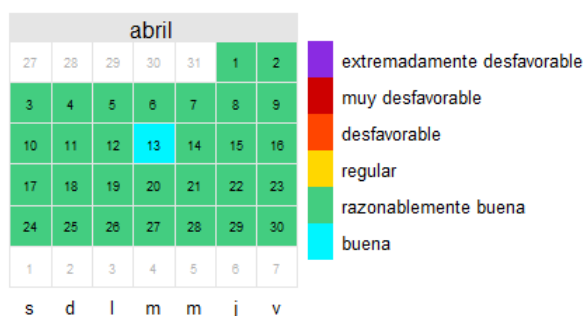 abril
27 28 29 30 31 1 2
3 4 5 6 7 8 9
10 11 12 13 14 15 16
17 18 19 20 21 22 23
24 25 26 27 28 29 30
1 2 3 4 5 6 7
s d l m m j v
extremadamente desfavorable
muy desfavorable
desfavorable
regular
razonablemente buena
buena